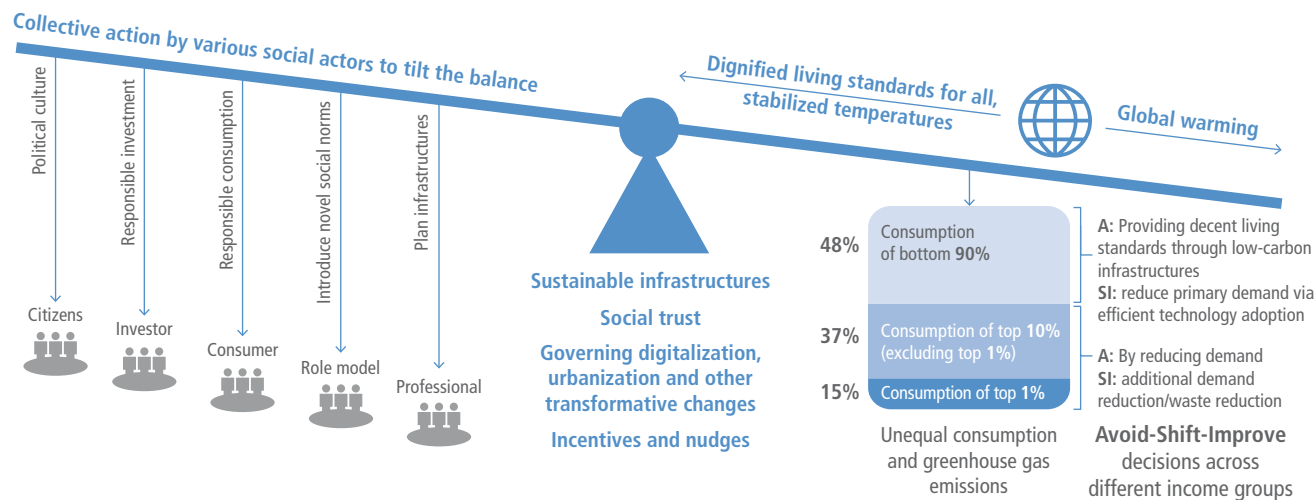 Collective action by various social actors to tilt the balance
Political culture
Responsible investment
Responsible consumption
Introduce novel social norms
Plan infrastructures
Citizens
Investor
Consumer
Role model
Professional
Dignified living standards for all,
stabilized temperatures
Global warming
Sustainable infrastructures
Social trust
Governing digitalization,
urbanization and other
transformative changes
Incentives and nudges
48%
Consumption
of bottom 90%
37%
Consumption of top 10%
(excluding top 1%)
15%
Consumption of top 1%
Unequal consumption
and greenhouse gas
emissions
A: Providing decent living
standards through low-carbon
infrastructures
SI: reduce primary demand via
efficient technology adoption
A: By reducing demand
SI: additional demand
reduction/waste reduction
Avoid-Shift-Improve
decisions across
different income groups